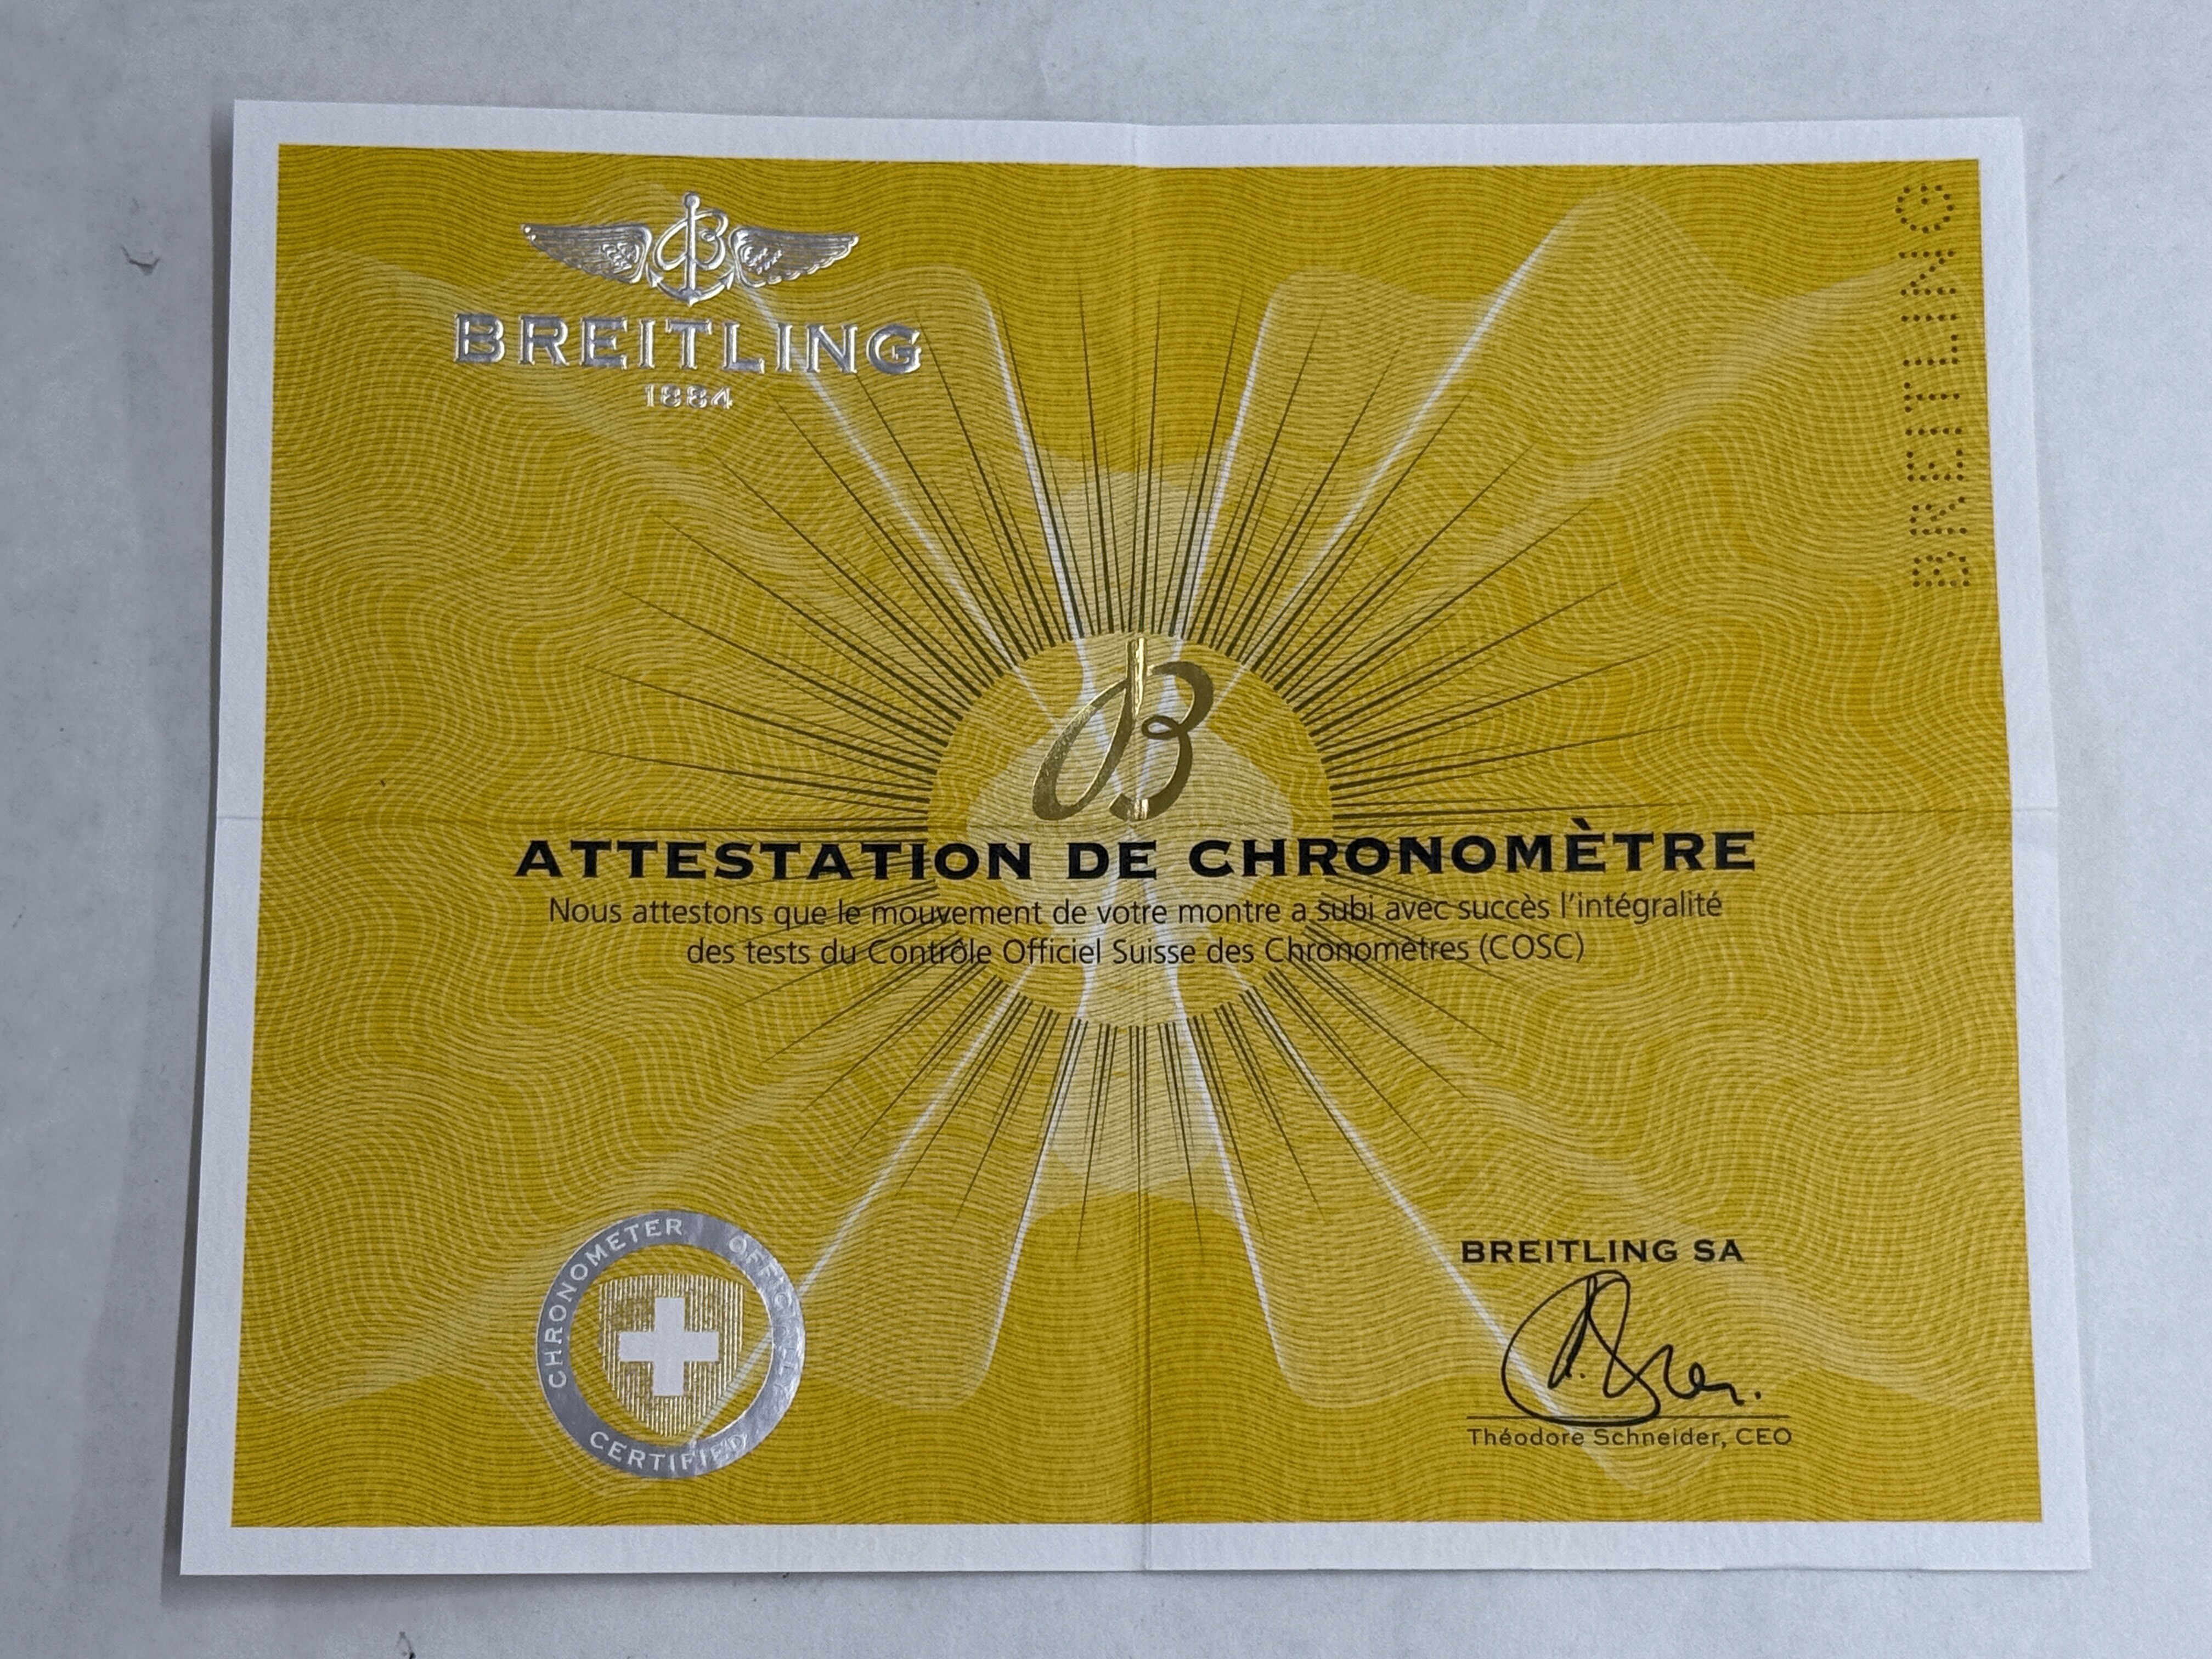 BREITLING
1884
BREITLING
ATTESTATION DE CHRONOMÈTRE
Nous attestons que le mouvement de votre montre a subi avec succès l'intégralité
des tests du Contrôle Officiel Suisse des Chronomètres (COSC)
CHRONOMETER OFFICIALLY
CERTIFIED
BREITLING SA
Théodore Schneider, CEO